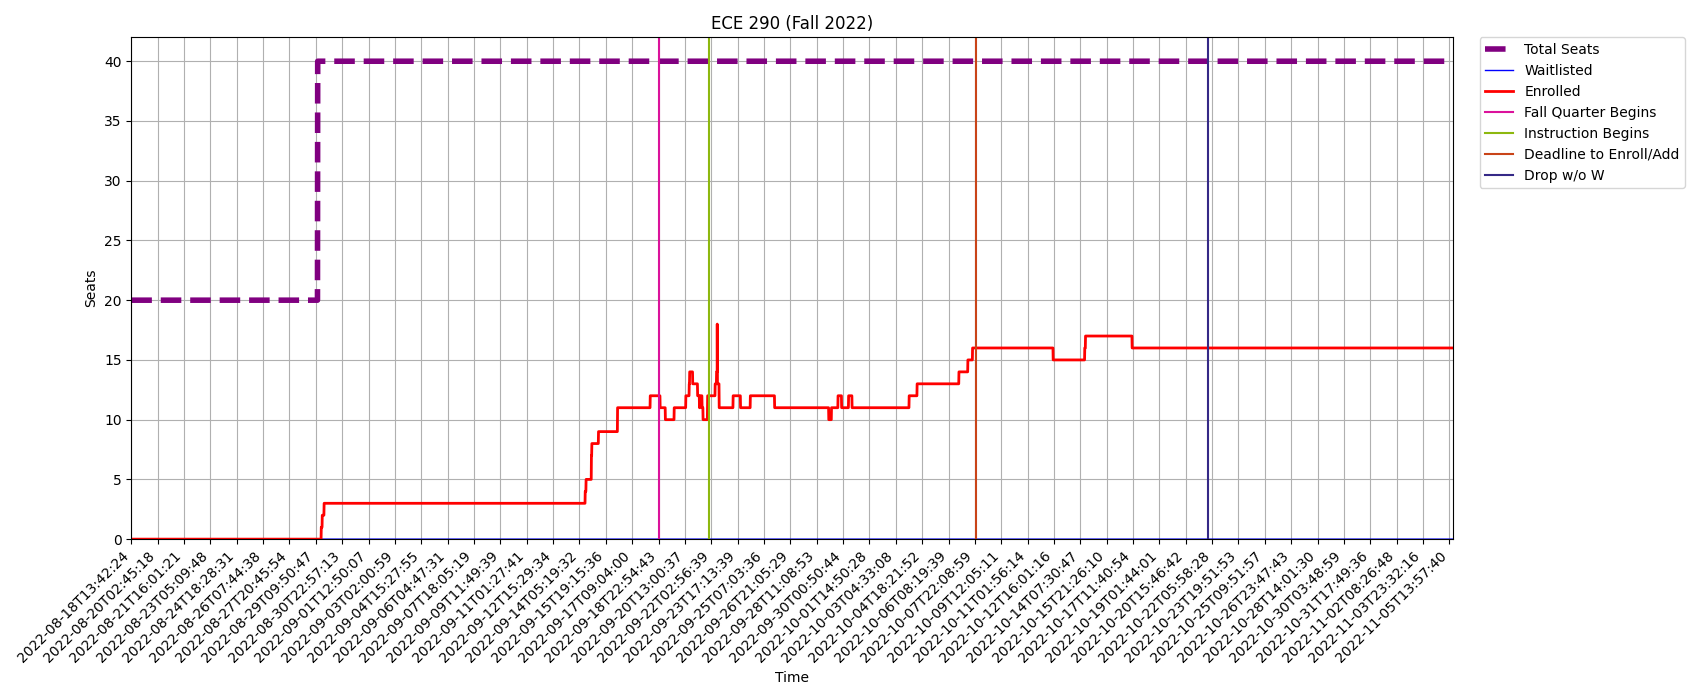 ECE 290 (Fall 2022)
Seats
40
35
30
25
20
15
10
5
0
Total Seats
Waitlisted
Enrolled
Fall Quarter Begins
Instruction Begins
Deadline to Enroll/Add
Drop w/o W
2022-08-18T13:42:24
2022-08-20T02:45:18
2022-08-21T16:01:21
2022-08-23T05:09:48
2022-08-24T18:28:31
2022-08-26T07:44:38
2022-08-27T20:45:54
2022-08-29T09:50:47
2022-08-30T22:57:13
2022-09-01T12:50:07
2022-09-03T02:00:59
2022-09-04T15:27:55
2022-09-06T04:47:31
2022-09-07T18:05:19
2022-09-09T11:49:39
2022-09-11T01:27:41
2022-09-12T15:29:34
2022-09-14T05:19:32
2022-09-15T19:15:36
2022-09-17T09:04:00
2022-09-18T22:54:43
2022-09-20T13:00:37
2022-09-22T02:56:39
2022-09-23T17:13:39
2022-09-25T07:03:36
2022-09-26T21:05:29
2022-09-28T11:08:53
2022-09-30T00:50:44
2022-10-01T14:50:28
2022-10-03T04:33:08
2022-10-04T18:21:52
2022-10-06T08:19:39
2022-10-07T22:08:59
2022-10-09T12:05:11
2022-10-11T01:56:14
2022-10-12T16:01:16
2022-10-14T07:30:47
2022-10-15T21:26:10
2022-10-17T11:40:54
2022-10-19T01:44:01
2022-10-20T15:46:42
2022-10-22T05:58:28
2022-10-23T19:51:53
2022-10-25T09:51:57
2022-10-26T23:47:43
2022-10-28T14:01:30
2022-10-30T03:48:59
2022-10-31T17:49:36
2022-11-02T08:26:48
2022-11-03T23:32:16
2022-11-05T13:57:40
Time